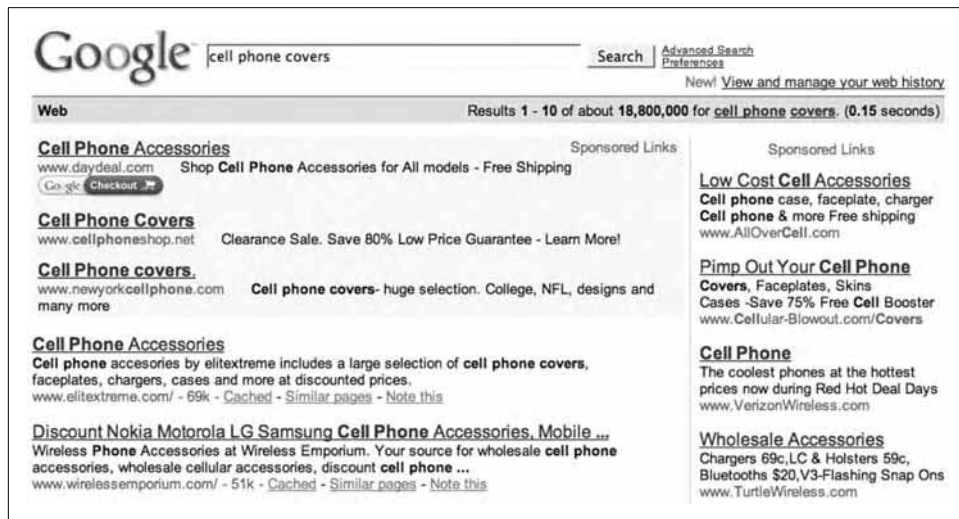 Google
cell phone covers
Search
Advanced Search
Preferences
New! View and manage your web history
Web
Results 1 - 10 of about 18,800,000 for cell phone covers. (0.15 seconds)
Cell Phone Accessories
Sponsored Links
www.daydeal.com Shop Cell Phone Accessories for All models - Free Shipping
Google Checkout
Cell Phone Covers
www.cellphoneshop.net Clearance Sale. Save 80% Low Price Guarantee - Learn More!
Cell Phone covers.
www.newyorkcellphone.com Cell phone covers- huge selection. College, NFL, designs and
many more
Cell Phone Accessories
Cell phone accesories by elitextreme includes a large selection of cell phone covers,
faceplates, chargers, cases and more at discounted prices.
www.elitextreme.com/ - 69k - Cached - Similar pages - Note this
Discount Nokia Motorola LG Samsung Cell Phone Accessories, Mobile ...
Wireless Phone Accessories at Wireless Emporium. Your source for wholesale cell phone
accessories, wholesale cellular accessories, discount cell phone ...
www.wirelessemporium.com/ - 51k - Cached - Similar pages - Note this
Sponsored Links
Low Cost Cell Accessories
Cell phone case, faceplate, charger
Cell phone & more Free shipping
www.AllOverCell.com
Pimp Out Your Cell Phone
Covers, Faceplates, Skins
Cases -Save 75% Free Cell Booster
www.Cellular-Blowout.com/Covers
Cell Phone
The coolest phones at the hottest
prices now during Red Hot Deal Days
www.VerizonWireless.com
Wholesale Accessories
Chargers 69c,LC & Holsters 59c,
Bluetooths $20,V3-Flashing Snap Ons
www.TurtleWireless.com